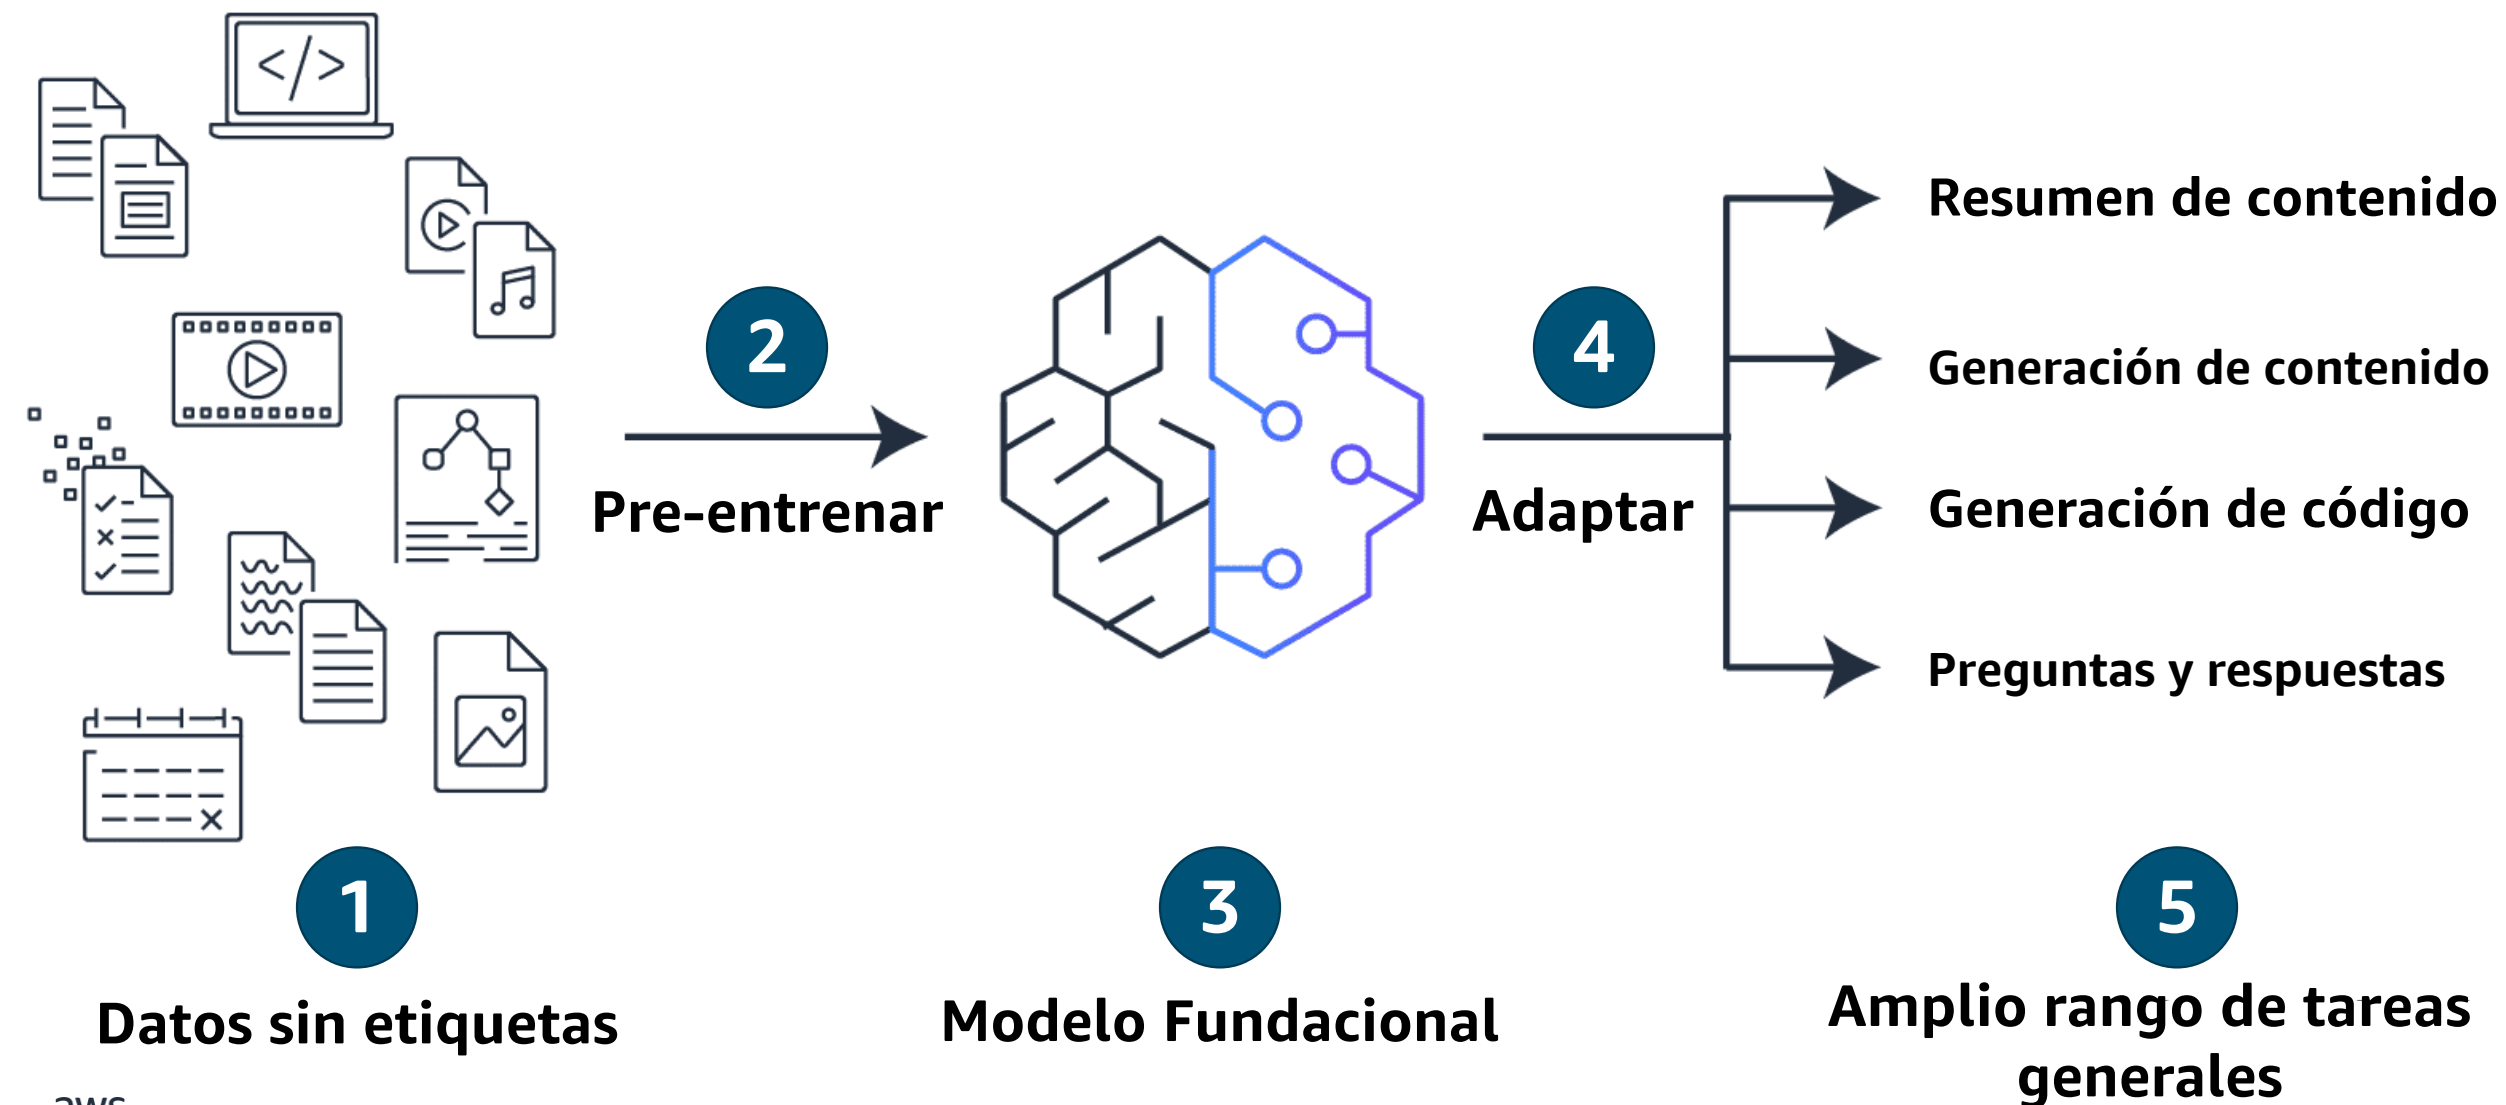 </>
2
Pre-entrenar
4
Adaptar
Resumen de contenido
Generación de contenido
Generación de código
Preguntas y respuestas
1
Datos sin etiquetas
3
Modelo Fundacional
5
Amplio rango de tareas
generales
aws